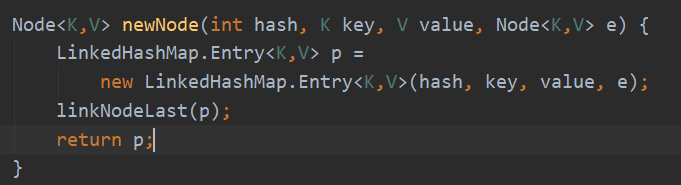 Node<K,V> newNode(int hash, K key, V value, Node<K,V> e) {
    LinkedHashMap.Entry<K,V> p =
        new LinkedHashMap.Entry<K,V>(hash, key, value, e);
    linkNodeLast(p);
    return p;
}